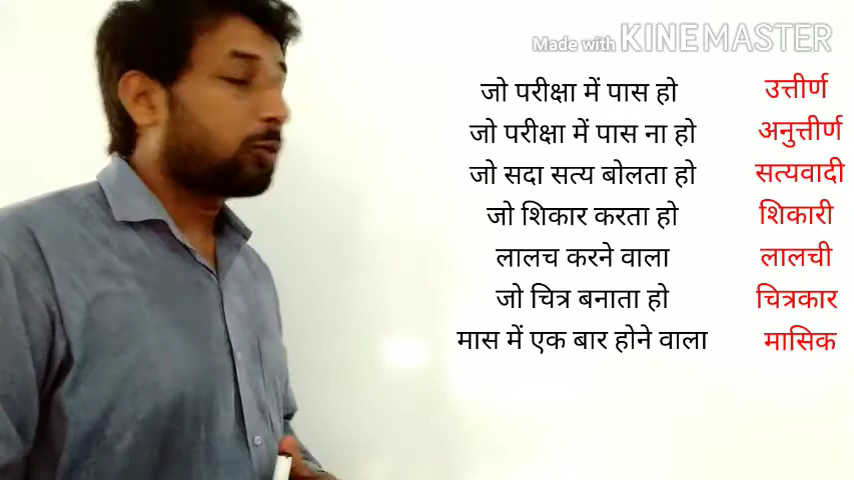 Made with KINEMASTER
जो परीक्षा में पास हो उत्तीर्ण
जो परीक्षा में पास ना हो अनुत्तीर्ण
जो सदा सत्य बोलता हो सत्यवादी
जो शिकार करता हो शिकारी
लालच करने वाला लालची
जो चित्र बनाता हो चित्रकार
मास में एक बार होने वाला मासिक